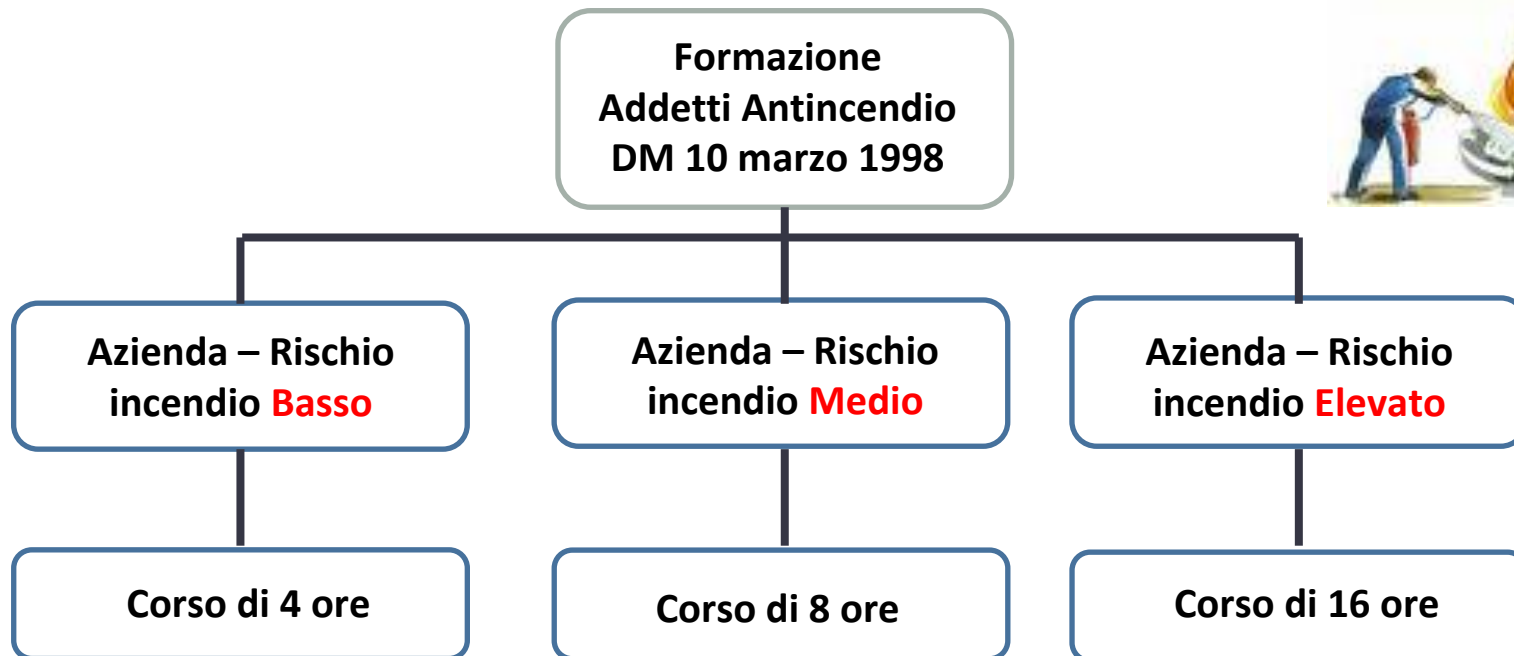 Formazione
Addetti Antincendio
DM 10 marzo 1998
Azienda – Rischio
incendio Basso
Azienda – Rischio
incendio Medio
Azienda – Rischio
incendio Elevato
Corso di 4 ore
Corso di 8 ore
Corso di 16 ore